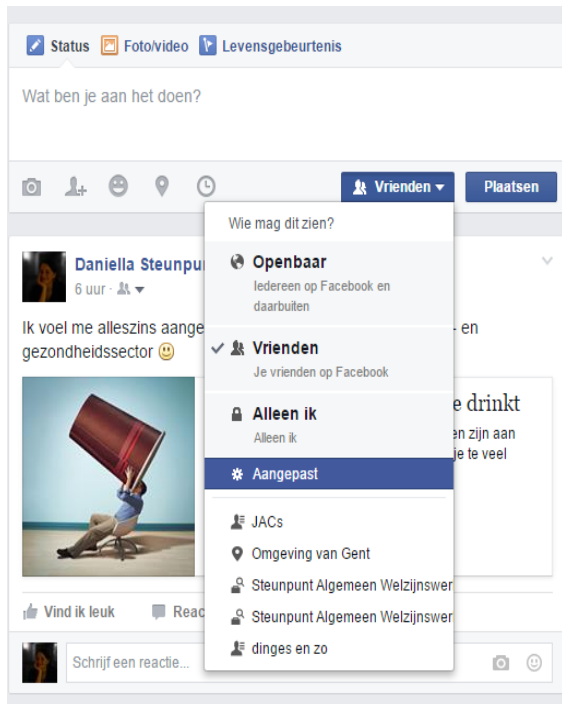 Status Foto/video Levensgebeurtenis
Wat ben je aan het doen?
Vrienden Plaatsen
Wie mag dit zien?
Openbaar
Iedereen op Facebook en
daarbuiten
Vrienden
Je vrienden op Facebook
Alleen ik
Alleen ik
Aangepast
JACs
Omgeving van Gent
Steunpunt Algemeen Welzijnswer
Steunpunt Algemeen Welzijnswer
dinges en zo
Daniella Steunpu
6 uur ·
Ik voel me alleszins aange - en
gezondheidssector
e drinkt
en zijn aan
je te veel
Vind ik leuk Reac
Schrijf een reactie...